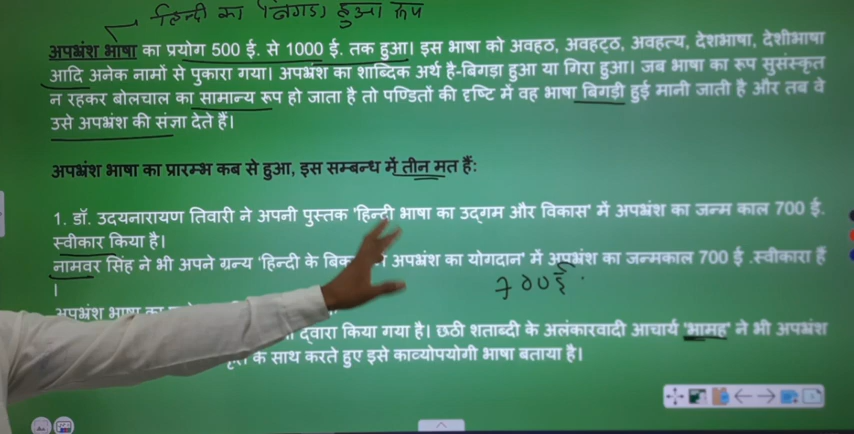 हिन्दी का बिगड़ा हुआ रूप
अपभ्रंश भाषा का प्रयोग 500 ई. से 1000 ई. तक हुआ। इस भाषा को अवहठ, अवहट्ठ, अवहत्य, देशभाषा, देशीभाषा
आदि अनेक नामों से पुकारा गया। अपभ्रंश का शाब्दिक अर्थ है-बिगड़ा हुआ या गिरा हुआ। जब भाषा का रूप सुसंस्कृत
न रहकर बोलचाल का सामान्य रूप हो जाता है तो पण्डितों की दृष्टि में वह भाषा बिगड़ी हुई मानी जाती है और तब वे
उसे अपभ्रंश की संज्ञा देते हैं।
अपभ्रंश भाषा का प्रारम्भ कब से हुआ, इस सम्बन्ध में तीन मत हैं:
1. डॉ. उदयनारायण तिवारी ने अपनी पुस्तक 'हिन्दी भाषा का उद्गम और विकास' में अपभ्रंश का जन्म काल 700 ई.
स्वीकार किया है।
नामवर सिंह ने भी अपने ग्रन्य 'हिन्दी के अपभ्रंश का योगदान' में अपभ्रंश का जन्मकाल 700 ई .स्वीकारा हैं
।
700ई.
अपभ्रंश भाषा का
द्वारा किया गया है। छठी शताब्दी के अलंकारवादी आचार्य 'भामह' ने भी अपभ्रंश
के साथ करते हुए इसे काव्योपयोगी भाषा बताया है।